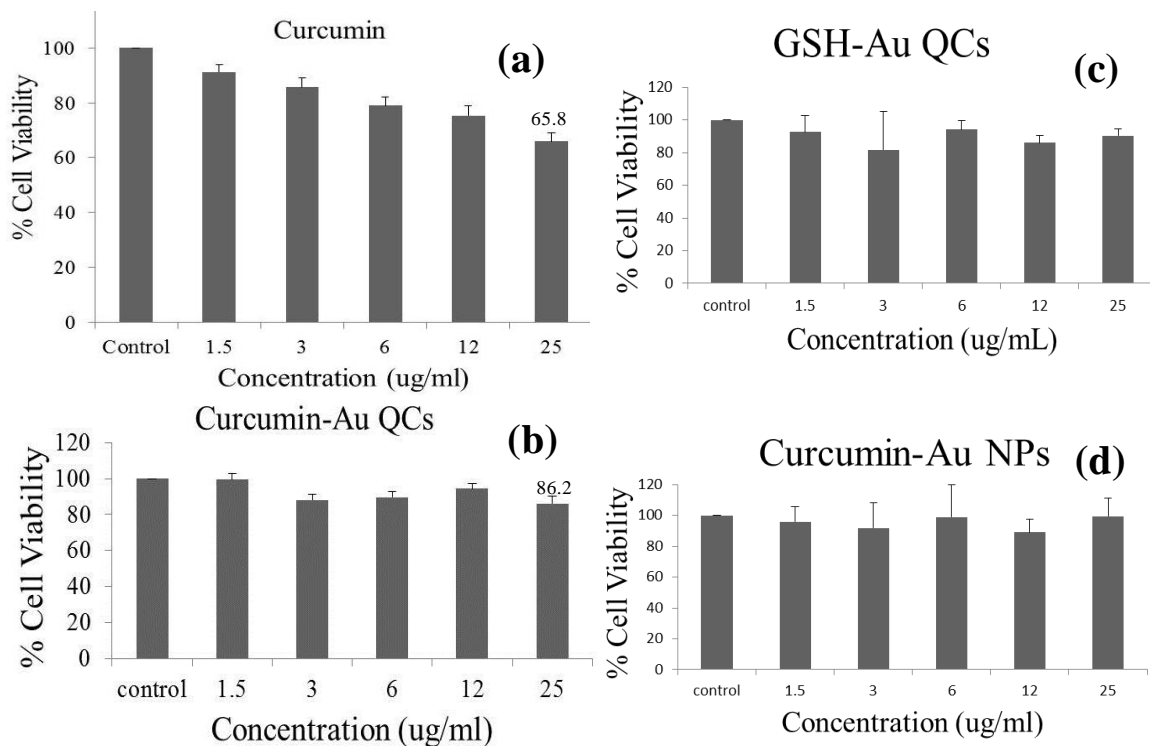 Curcumin
(a)
% Cell Viability
100
80
60
40
20
0
65.8
Control 1.5 3 6 12 25
Concentration (ug/ml)
GSH-Au QCs
(c)
% Cell Viability
120
100
80
60
40
20
0
control 1.5 3 6 12 25
Concentration (ug/mL)
Curcumin-Au QCs
(b)
% Cell Viability
120
100
80
60
40
20
0
86.2
control 1.5 3 6 12 25
Concentration (ug/ml)
Curcumin-Au NPs
(d)
% Cell Viability
120
100
80
60
40
20
0
control 1.5 3 6 12 25
Concentration (ug/ml)